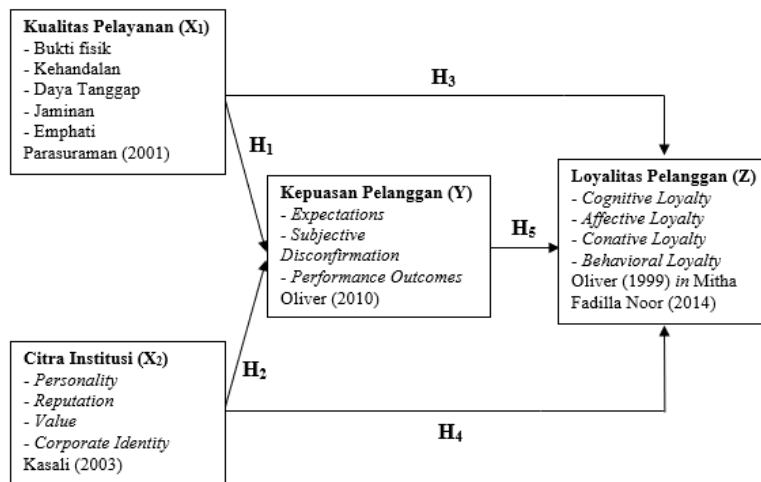 Kualitas Pelayanan (X₁)
- Bukti fisik
- Kehandalan
- Daya Tanggap
- Jaminan
- Emphati
Parasuraman (2001)
H₃
H₁
Kepuasan Pelanggan (Y)
- Expectations
- Subjective
Disconfirmation
- Performance Outcomes
Oliver (2010)
H₅
Loyalitas Pelanggan (Z)
- Cognitive Loyalty
- Affective Loyalty
- Conative Loyalty
- Behavioral Loyalty
Oliver (1999) in Mitha
Fadilla Noor (2014)
Citra Institusi (X₂)
- Personality
- Reputation
- Value
- Corporate Identity
Kasali (2003)
H₂
H₄